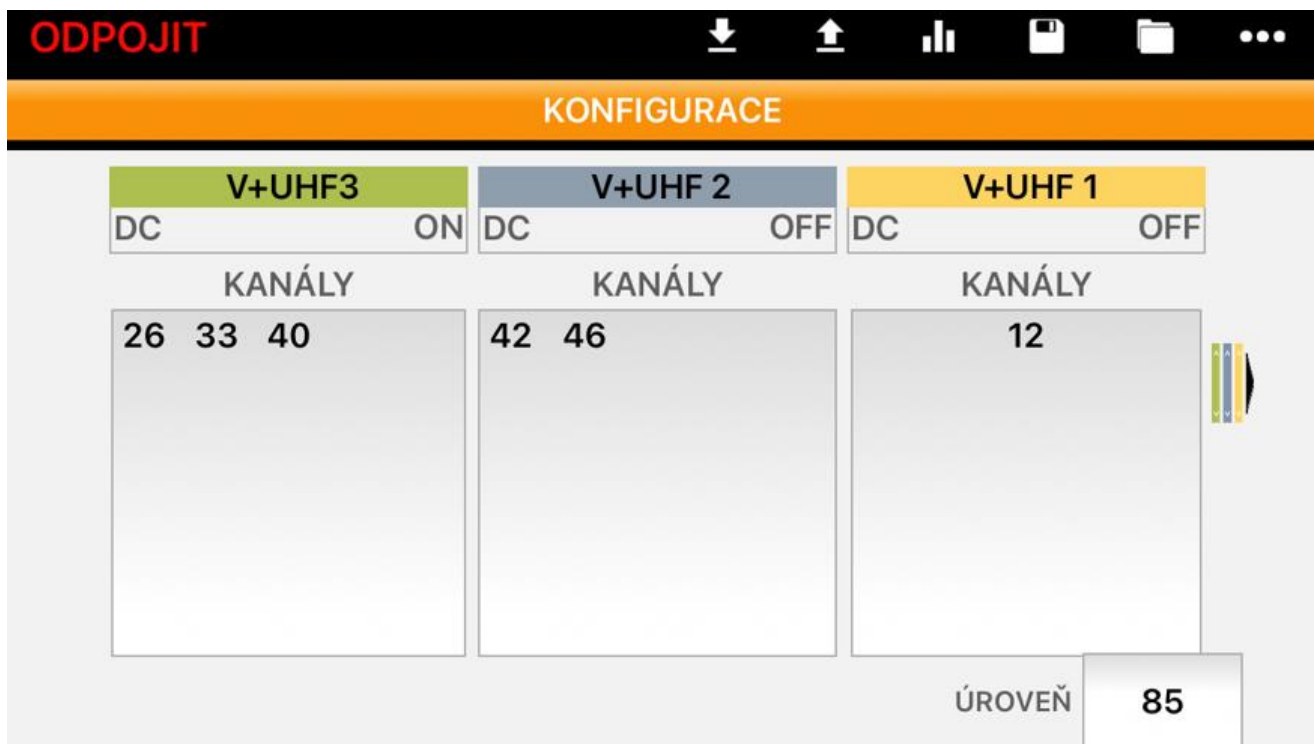 ODPOJIT
KONFIGURACE
V+UHF3 V+UHF 2 V+UHF 1
DC ON DC OFF DC OFF
KANÁLY KANÁLY KANÁLY
26 33 40 42 46 12
ÚROVEŇ 85